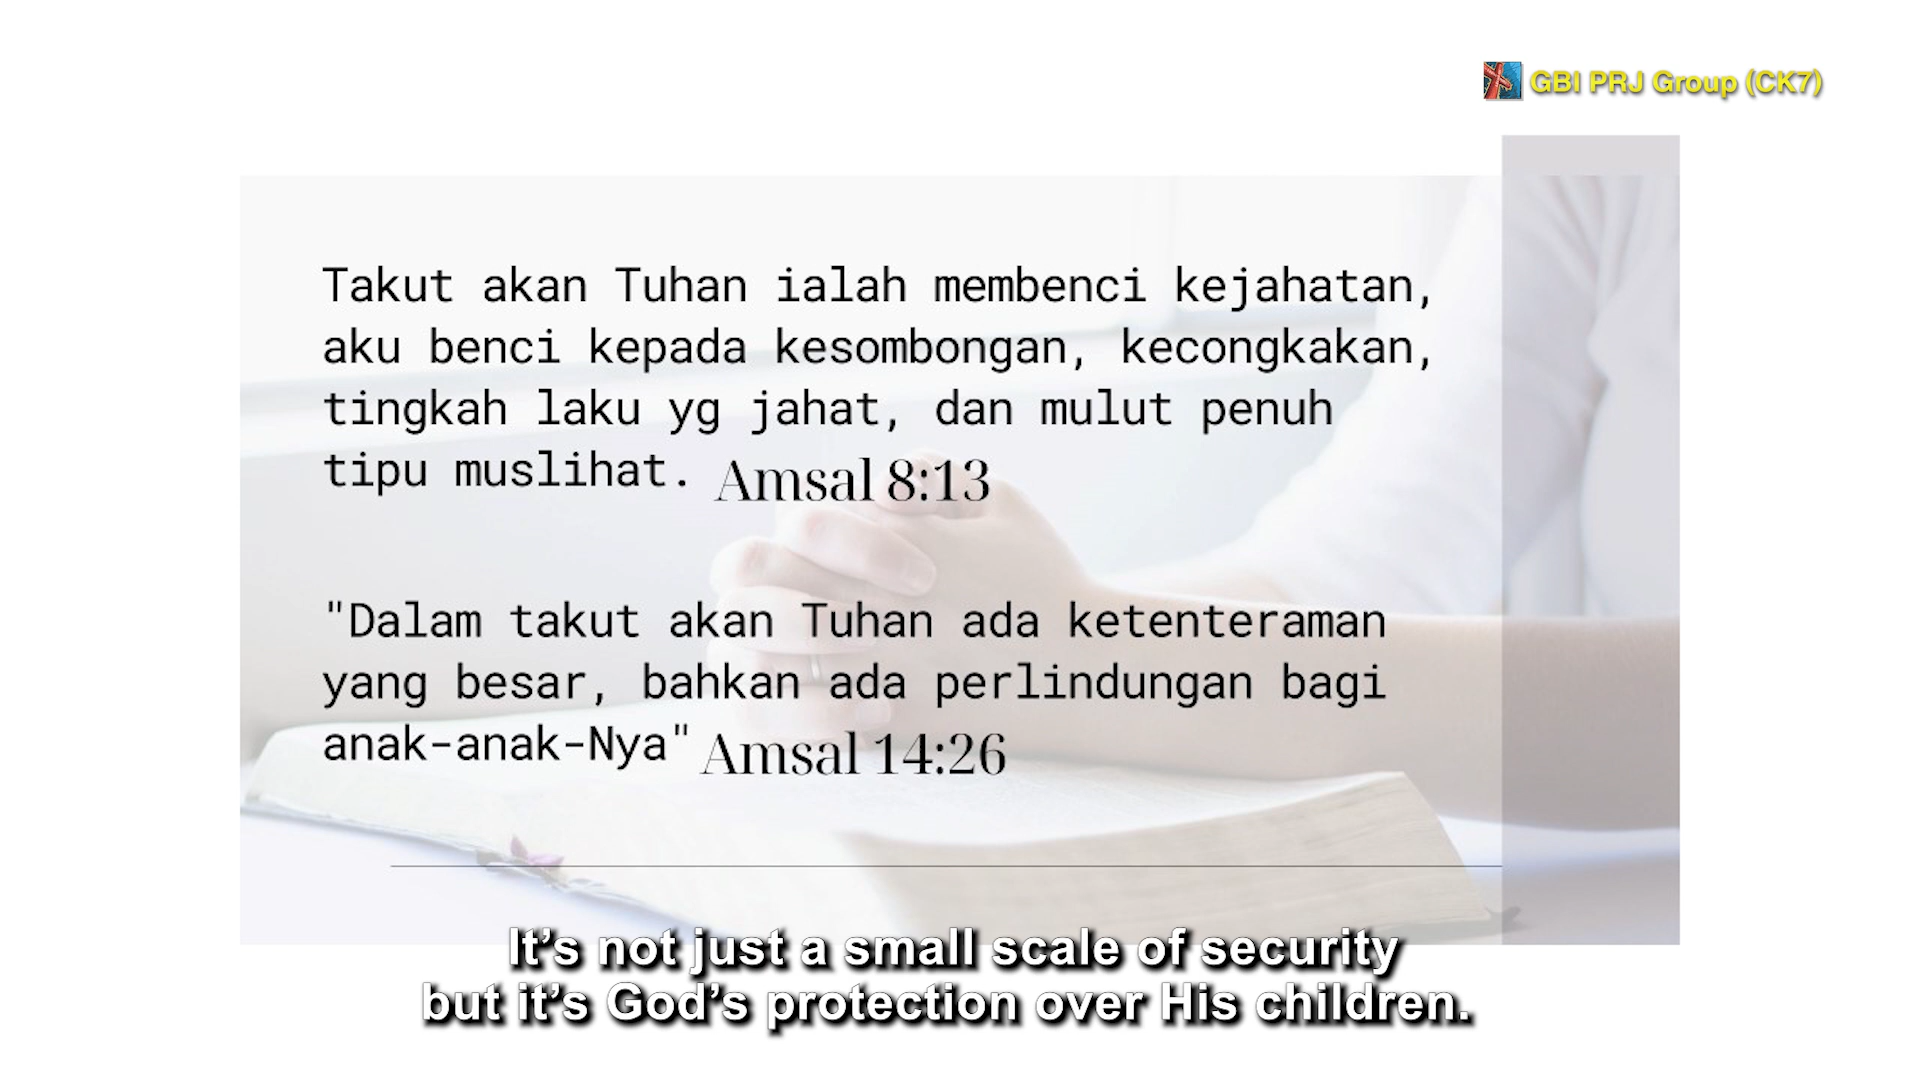 GBI PRJ Group (CK7)
Takut akan Tuhan ialah membenci kejahatan,
aku benci kepada kesombongan, kecongkakan,
tingkah laku yg jahat, dan mulut penuh
tipu muslihat. Amsal 8:13
"Dalam takut akan Tuhan ada ketenteraman
yang besar, bahkan ada perlindungan bagi
anak-anak-Nya" Amsal 14:26
It’s not just a small scale of security
but it’s God’s protection over His children.